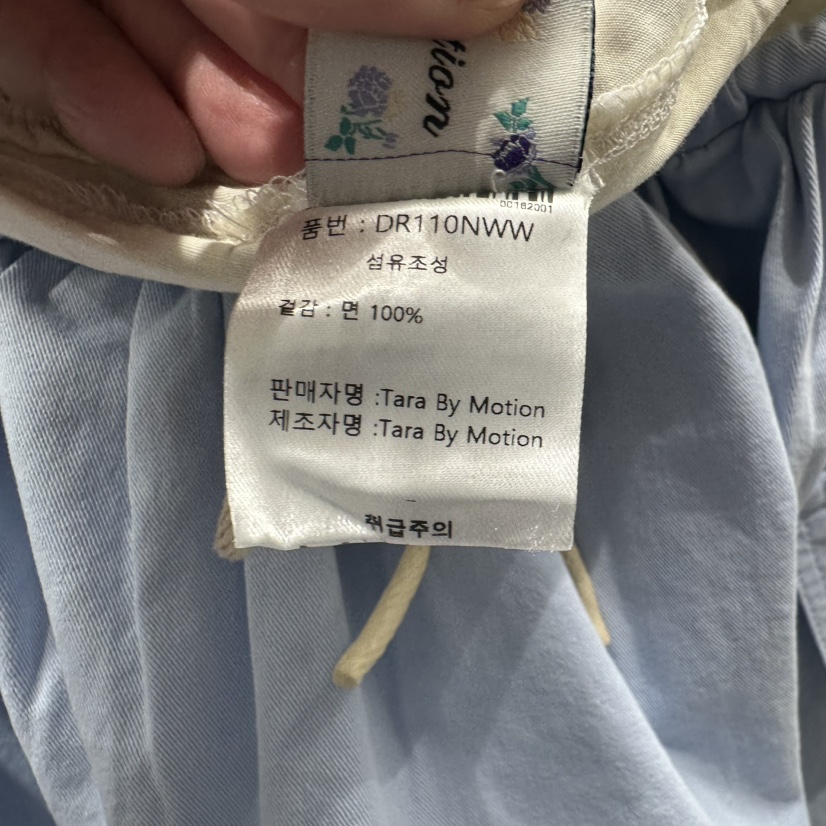 tion
00162001
품번 : DR110NWW
섬유조성
겉감 : 면 100%
판매자명 :Tara By Motion
제조자명 :Tara By Motion
취급주의